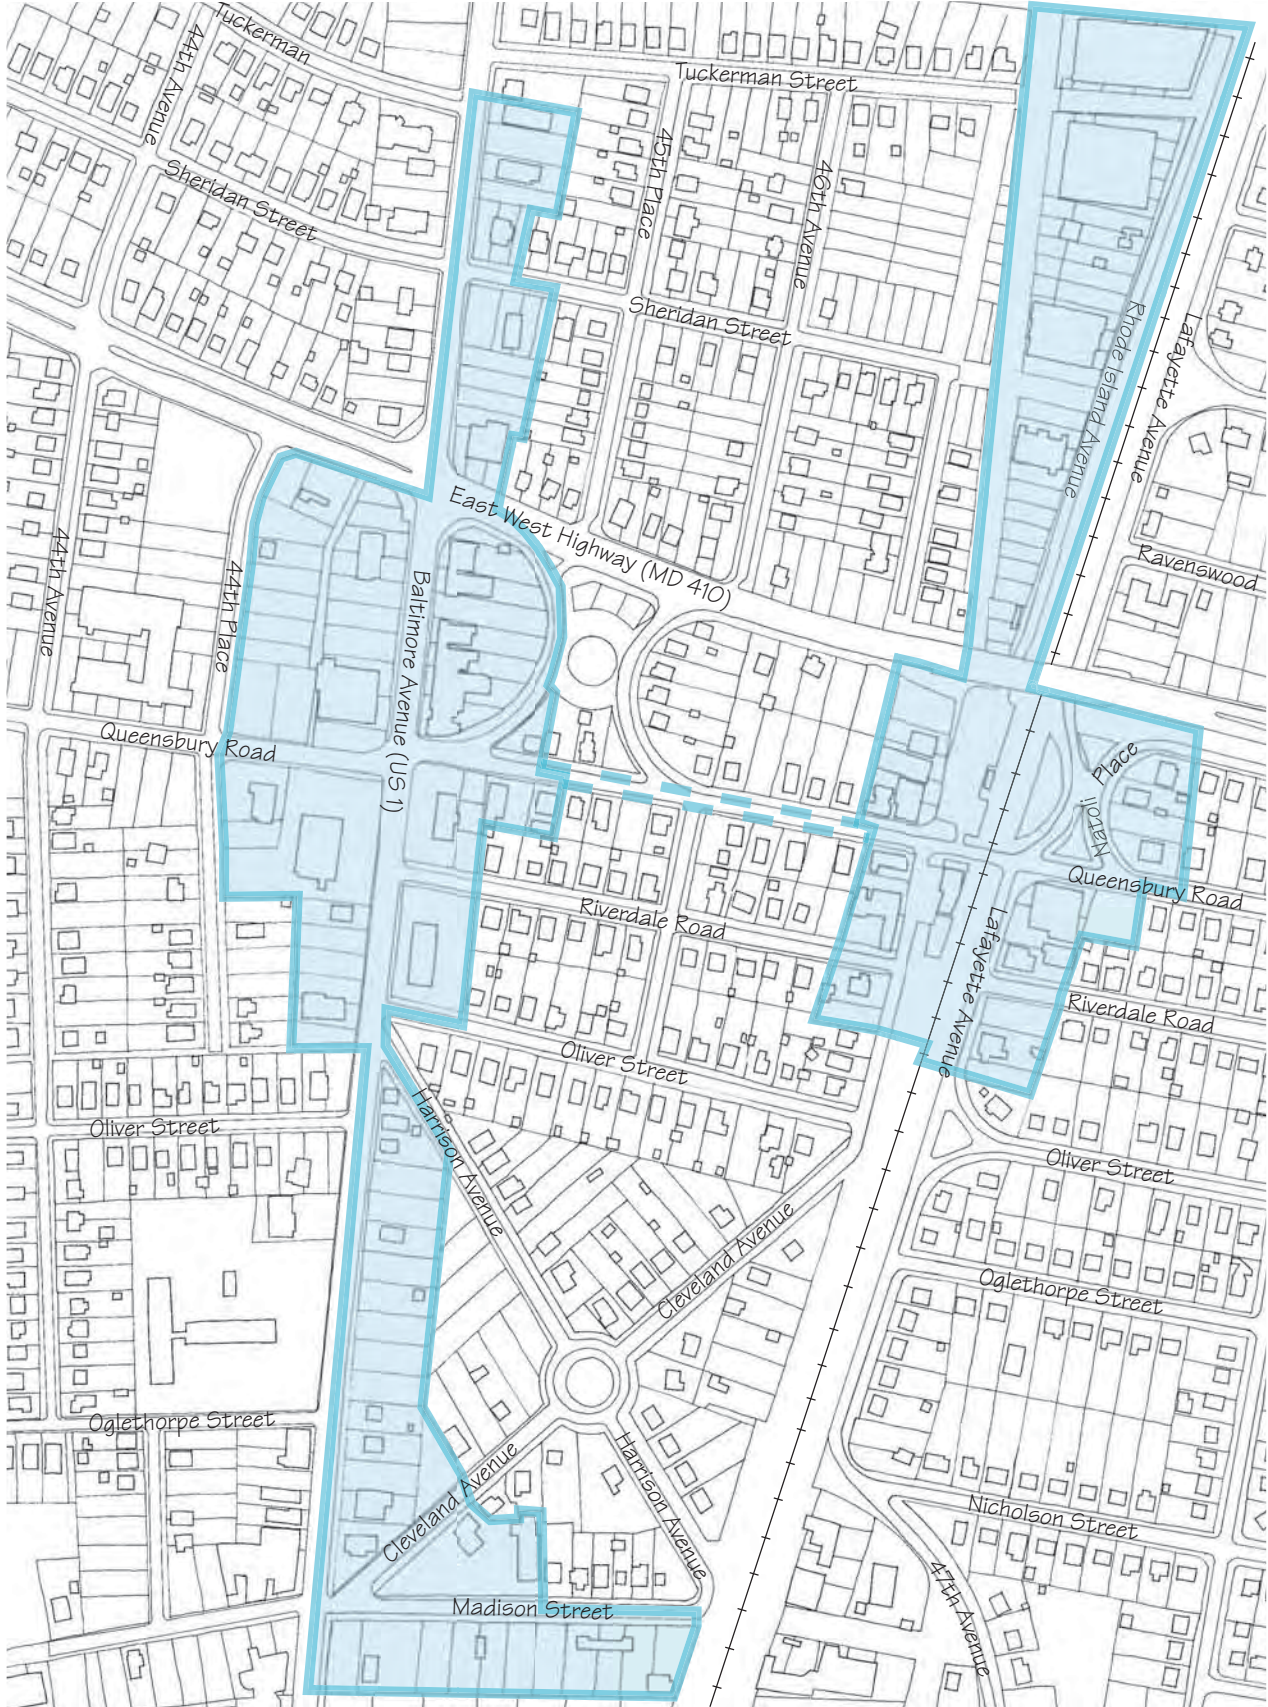 Tuckerman
44th Avenue
Tuckerman Street
45th Place
46th Avenue
Sheridan Street
Sheridan Street
Rhode Island Avenue
Lafayette Avenue
East West Highway (MD 410)
44th Avenue
44th Place
Baltimore Avenue (US 1)
Ravenswood
Queensbury Road
Natoli
Place
Queensbury Road
Riverdale Road
Lafayette Avenue
Riverdale Road
Oliver Street
Harrison Avenue
Oliver Street
Oliver Street
Cleveland Avenue
Oglethorpe Street
Oglethorpe Street
Cleveland Avenue
Harrison Avenue
Nicholson Street
47th Avenue
Madison Street